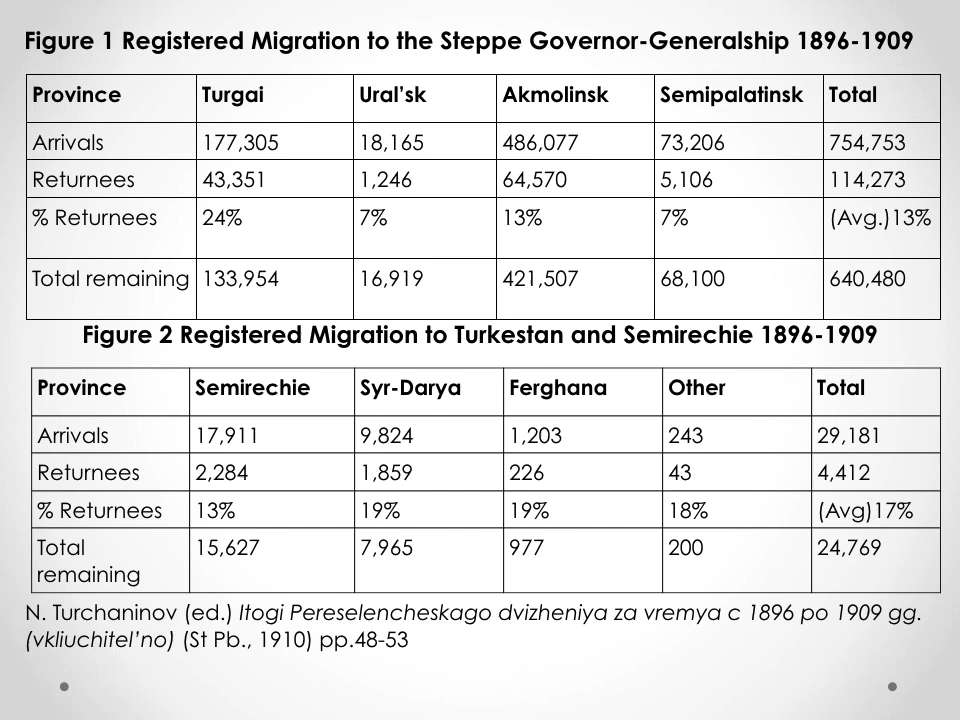 Figure 1 Registered Migration to the Steppe Governor-Generalship 1896-1909
Province Turgai Ural’sk Akmolinsk Semipalatinsk Total
Arrivals 177,305 18,165 486,077 73,206 754,753
Returnees 43,351 1,246 64,570 5,106 114,273
% Returnees 24% 7% 13% 7% (Avg.)13%
Total remaining 133,954 16,919 421,507 68,100 640,480
Figure 2 Registered Migration to Turkestan and Semirechie 1896-1909
Province Semirechie Syr-Darya Ferghana Other Total
Arrivals 17,911 9,824 1,203 243 29,181
Returnees 2,284 1,859 226 43 4,412
% Returnees 13% 19% 19% 18% (Avg)17%
Total 15,627 7,965 977 200 24,769
remaining
N. Turchaninov (ed.) Itogi Pereselencheskago dvizheniya za vremya c 1896 po 1909 gg.
(vkliuchitel’no) (St Pb., 1910) pp.48-53